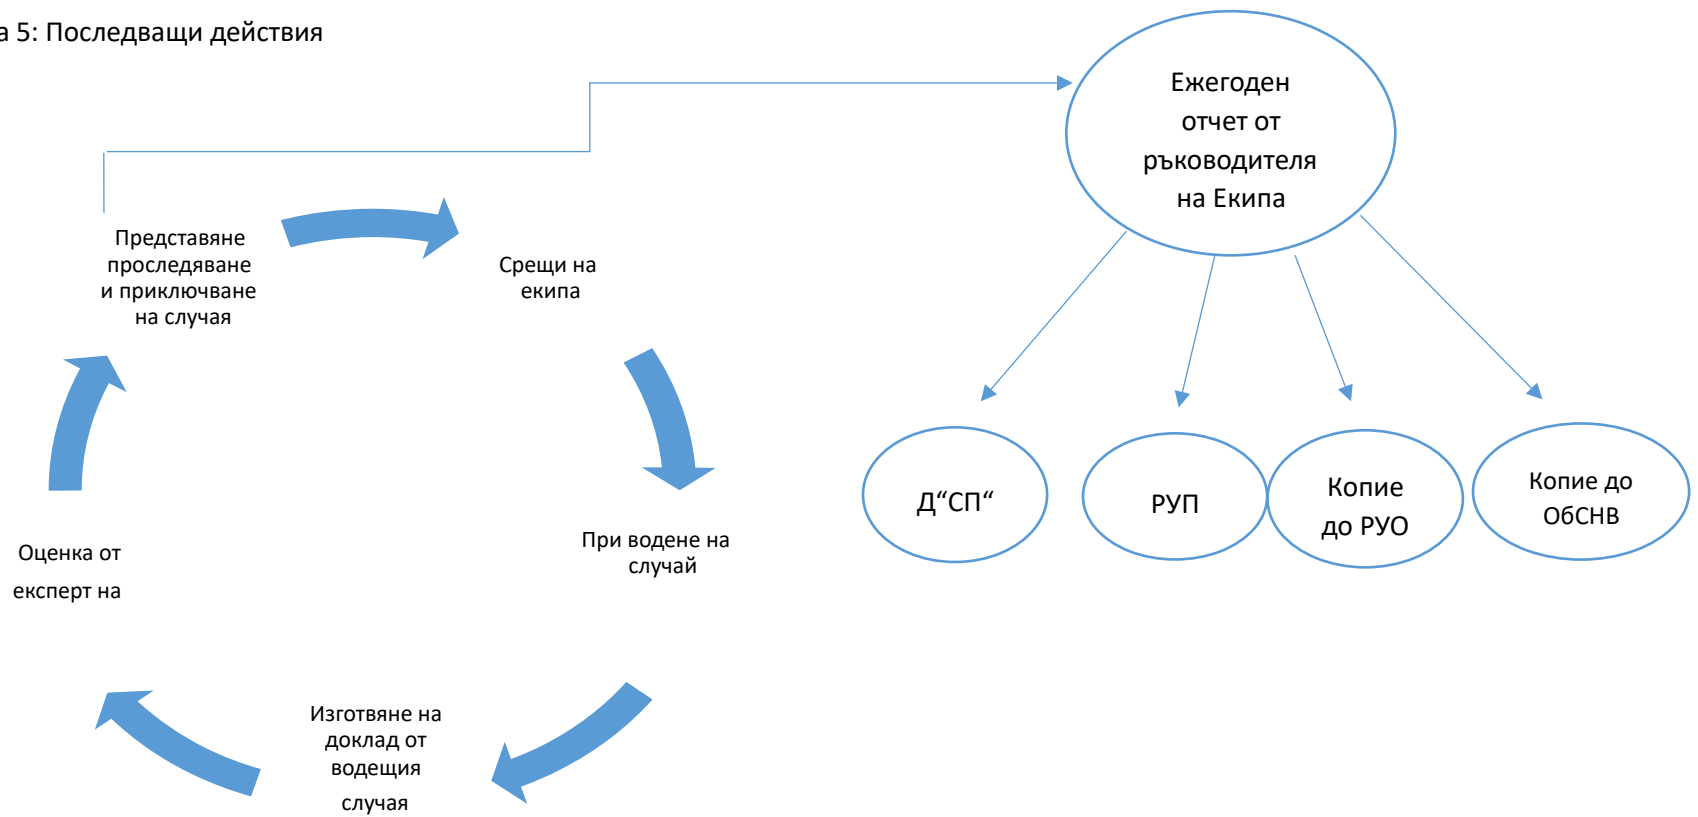 а 5: Последващи действия
Ежегоден
отчет от
ръководителя
на Екипа
Представяне
проследяване
и приключване
на случая
Срещи на
екипа
При водене на
случай
Изготвяне на
доклад от
водещия
случая
Оценка от
експерт на
Д“СП“
РУП
Копие
до РУО
Копие до
ОбСНВ